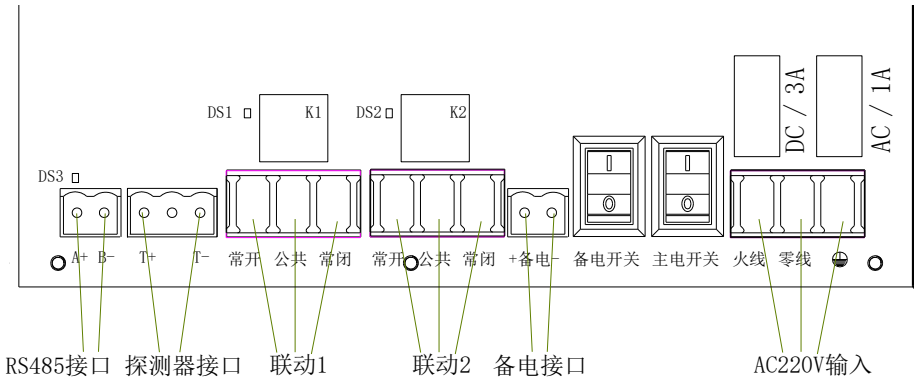 DC / 3A
AC / 1A
DS1 K1 DS2 K2
DS3
A+ B- T+ T- 常开 公共 常闭 常开 公共 常闭 +备电- 备电开关 主电开关 火线 零线
RS485接口 探测器接口 联动1 联动2 备电接口 AC220V输入